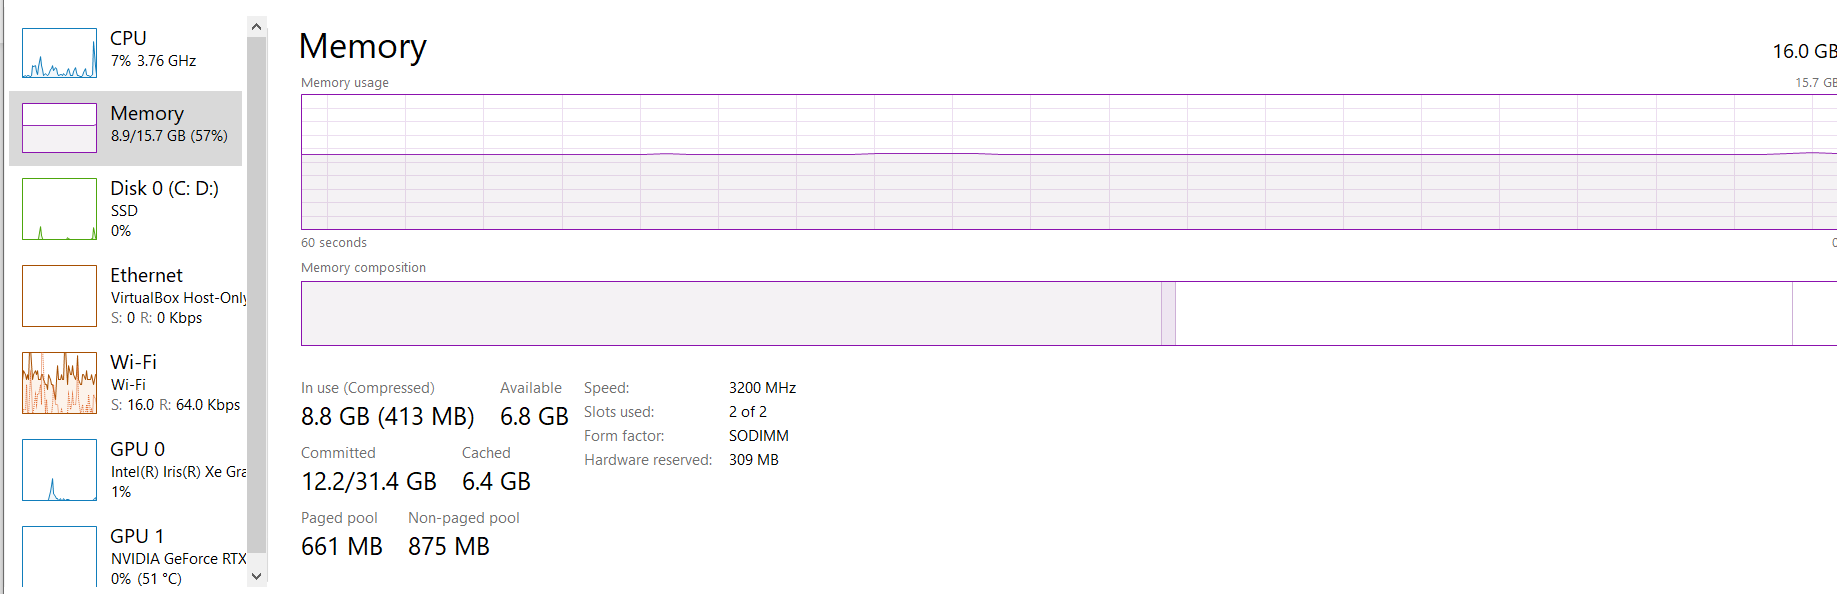 CPU
7% 3.76 GHz
Memory
8.9/15.7 GB (57%)
Disk 0 (C: D:)
SSD
0%
Ethernet
VirtualBox Host-Only
S: 0 R: 0 Kbps
Wi-Fi
Wi-Fi
S: 16.0 R: 64.0 Kbps
GPU 0
Intel(R) Iris(R) Xe Gra
1%
GPU 1
NVIDIA GeForce RTX
0% (51 °C)
Memory
16.0 GB
Memory usage
15.7 GB
60 seconds
0
Memory composition
In use (Compressed)
8.8 GB (413 MB)
Available
6.8 GB
Committed
12.2/31.4 GB
Cached
6.4 GB
Paged pool
661 MB
Non-paged pool
875 MB
Speed: 3200 MHz
Slots used: 2 of 2
Form factor: SODIMM
Hardware reserved: 309 MB